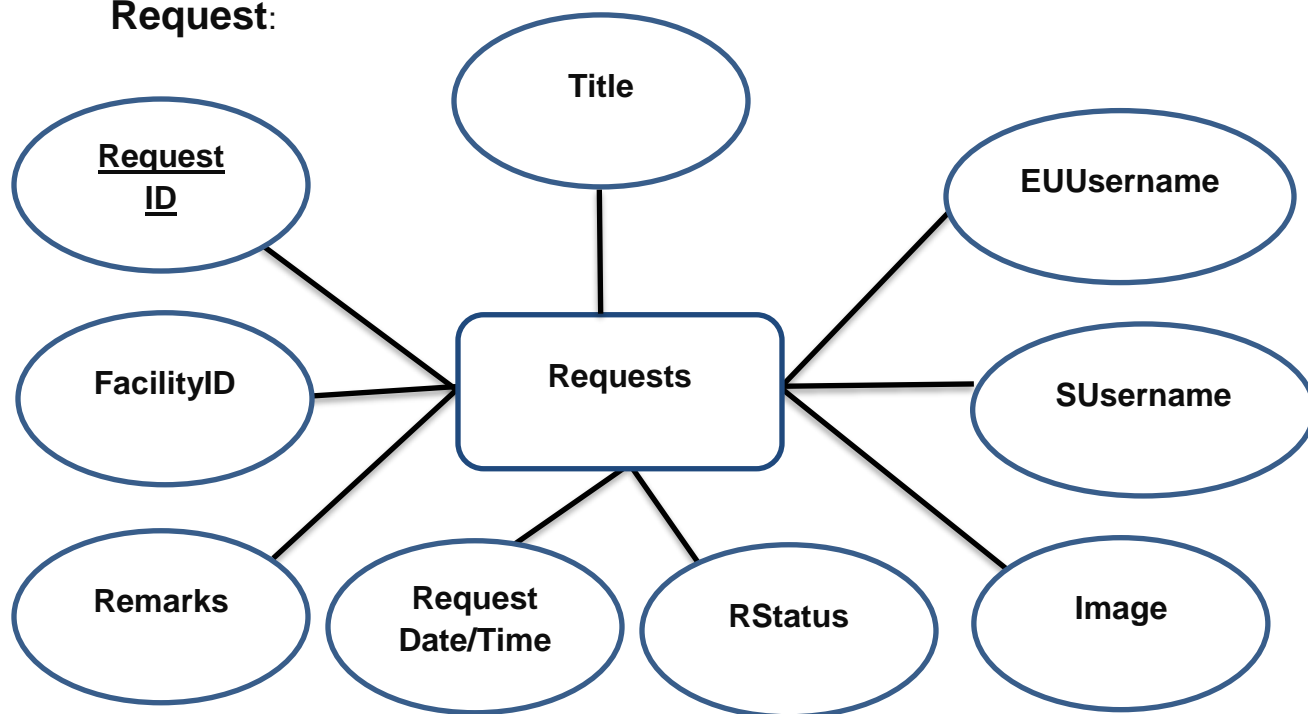 Request:
Title
Request
ID
EUUsername
FacilityID
Requests
SUsername
Remarks
Request
Date/Time
RStatus
Image